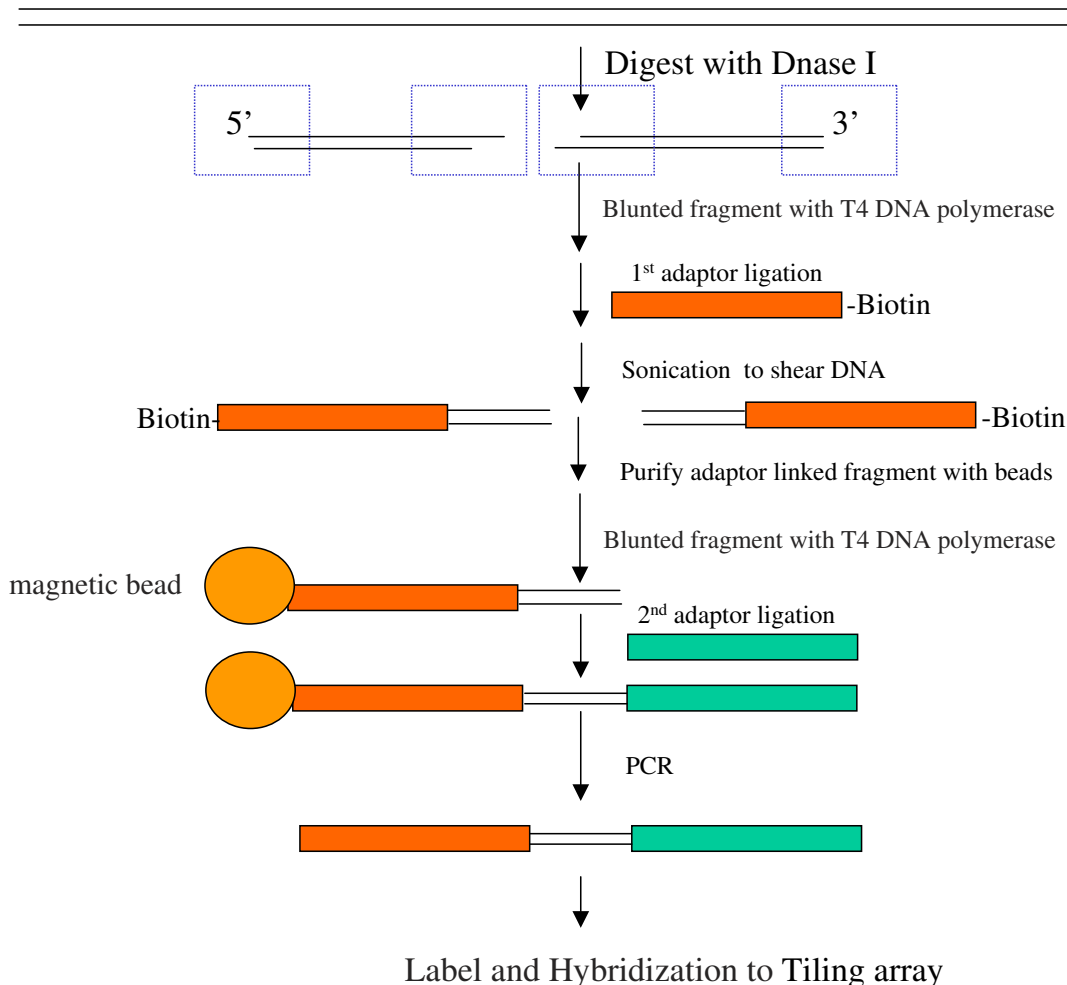 Digest with Dnase I
5’ 3’
Blunted fragment with T4 DNA polymerase
1st adaptor ligation
-Biotin
Sonication to shear DNA
Biotin- -Biotin
Purify adaptor linked fragment with beads
Blunted fragment with T4 DNA polymerase
magnetic bead
2nd adaptor ligation
PCR
Label and Hybridization to Tiling array